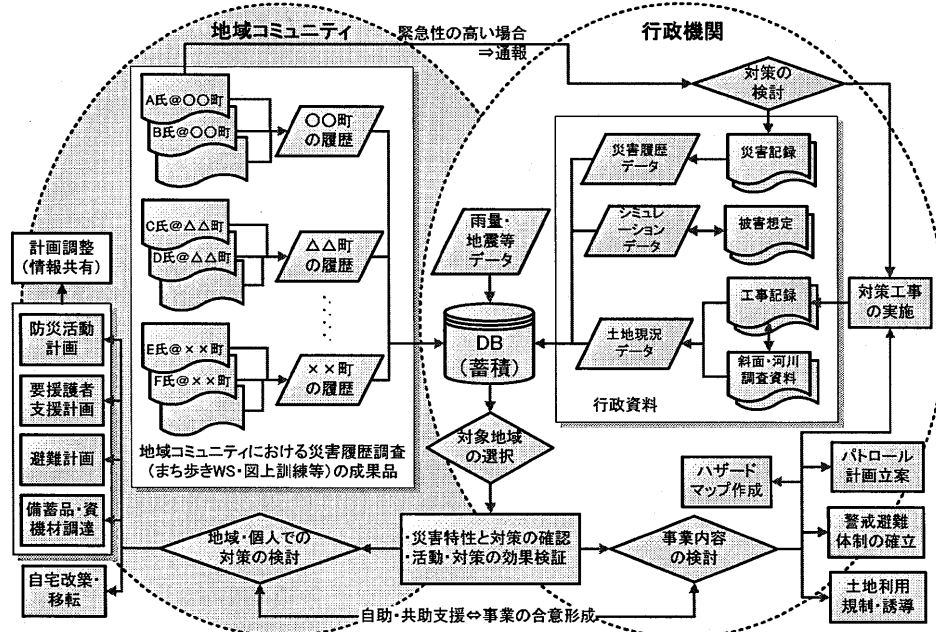 地域コミュニティ
緊急性の高い場合
⇒通報
行政機関
対策の
検討
A氏@〇〇町
B氏@〇〇町
〇〇町
の履歴
C氏@△△町
D氏@△△町
△△町
の履歴
E氏@××町
F氏@××町
××町
の履歴
地域コミュニティにおける災害履歴調査
(まち歩きWS・図上訓練等)の成果品
雨量・
地震等
データ
DB
(蓄積)
対象地域
の選択
災害履歴
データ
災害記録
シミュレ
ーション
データ
被害想定
土地現況
データ
工事記録
斜面・河川
調査資料
行政資料
対策工事
の実施
計画調整
(情報共有)
防災活動
計画
要援護者
支援計画
避難計画
備蓄品・資
機材調達
自宅改築・
移転
地域・個人での
対策の検討
・災害特性と対策の確認
・活動・対策の効果検証
事業内容
の検討
ハザード
マップ作成
パトロール
計画立案
警戒避難
体制の確立
土地利用
規制・誘導
自助・共助支援⇔事業の合意形成